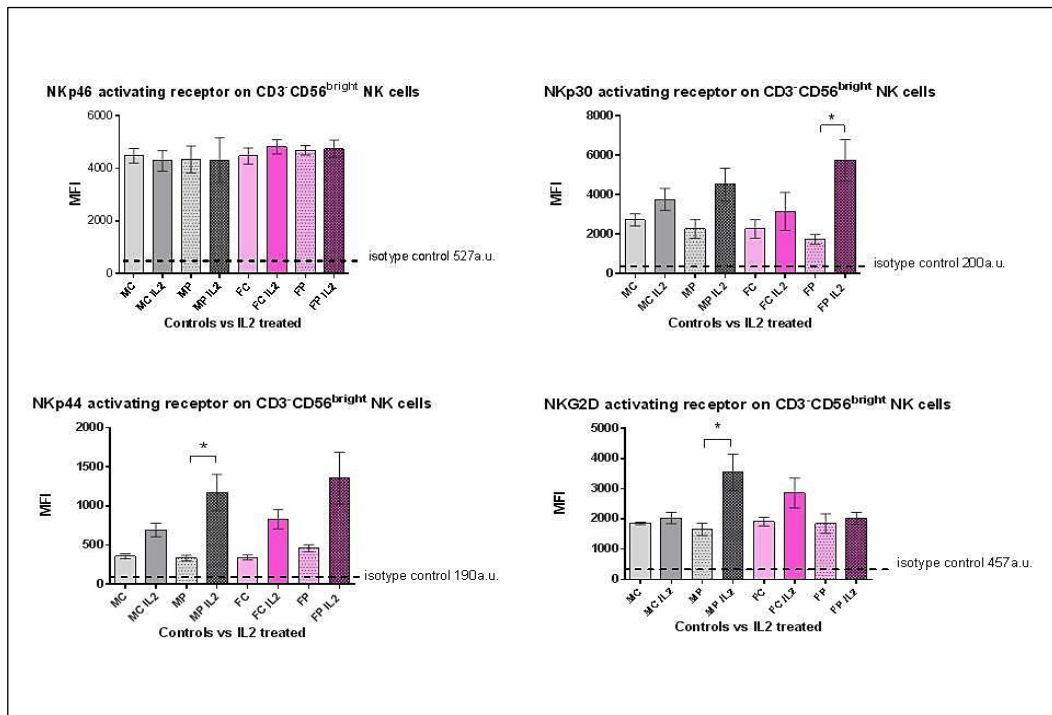 NKp46 activating receptor on CD3-CD56bright NK cells
6000
4000
2000
0
MFI
isotype control 527a.u.
MC
MC IL2
MP
MP IL2
FC
FC IL2
FP
FP IL2
Controls vs IL2 treated
NKp30 activating receptor on CD3-CD56bright NK cells
8000
6000
4000
2000
0
MFI
*
isotype control 200a.u.
MC
MC IL2
MP
MP IL2
FC
FC IL2
FP
FP IL2
Controls vs IL2 treated
NKp44 activating receptor on CD3-CD56bright NK cells
2000
1500
1000
500
0
MFI
*
isotype control 190a.u.
MC
MC IL2
MP
MP IL2
FC
FC IL2
FP
FP IL2
Controls vs IL2 treated
NKG2D activating receptor on CD3-CD56bright NK cells
5000
4000
3000
2000
1000
0
MFI
*
isotype control 457a.u.
MC
MC IL2
MP
MP IL2
FC
FC IL2
FP
FP IL2
Controls vs IL2 treated